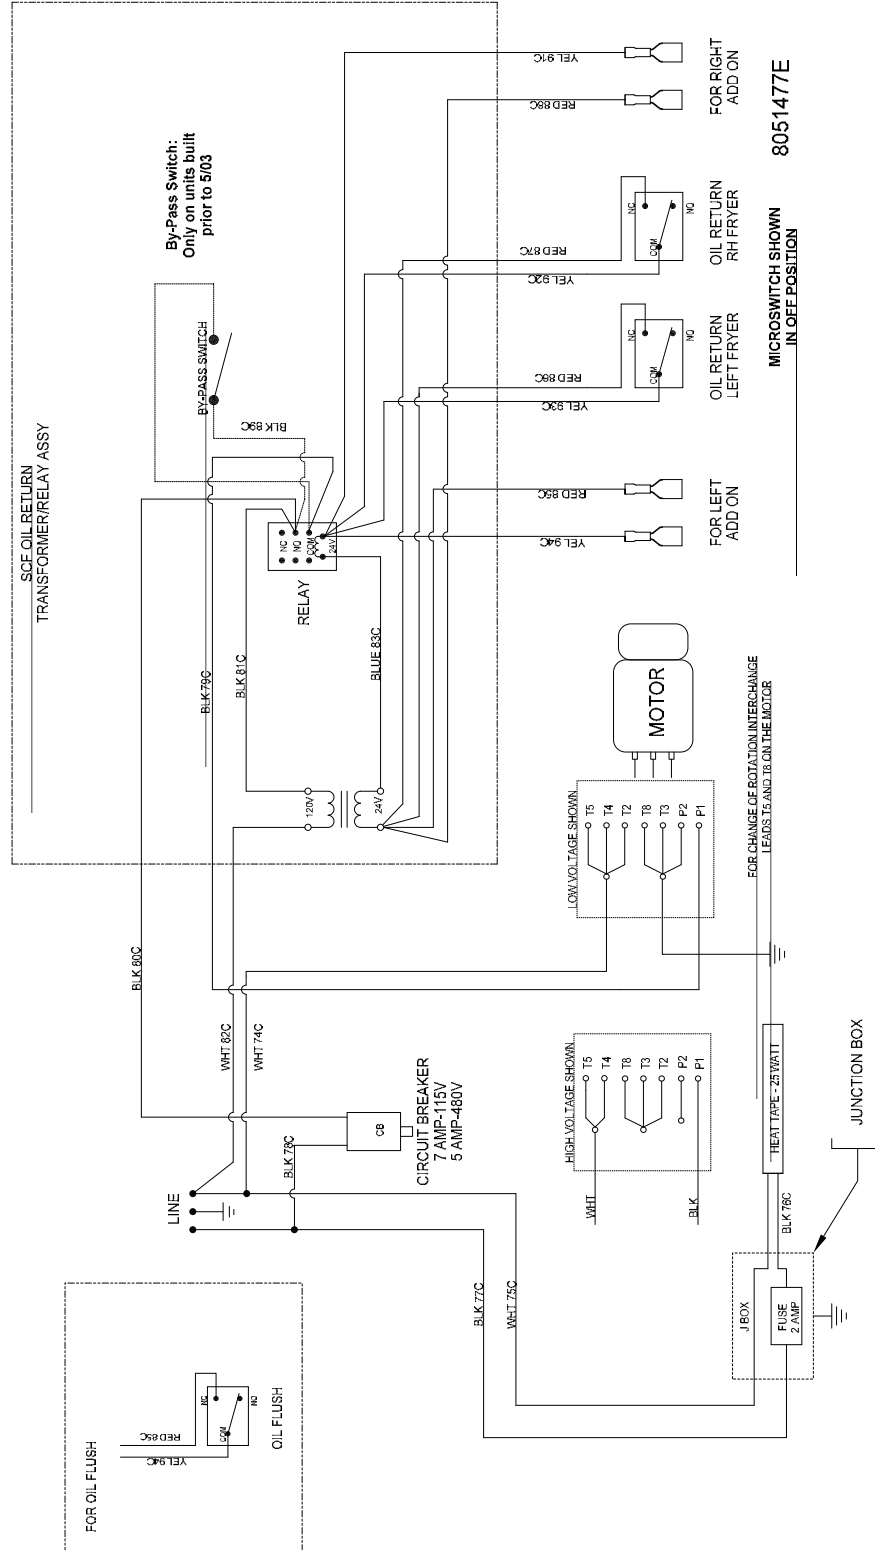 SCF OIL RETURN
TRANSFORMER/RELAY ASSY
By-Pass Switch:
Only on units built
prior to 5/03
BY-PASS SWITCH
BLK 89C
YEL 91C
RED 88C
FOR RIGHT
ADD ON
8051477E
RED 87C
YEL 92C
NC
COM
NO
OIL RETURN
RH FRYER
RED 86C
YEL 93C
NC
COM
NO
OIL RETURN
LEFT FRYER
MICROSWITCH SHOWN
IN OFF POSITION
RED 85C
YEL 94C
FOR LEFT
ADD ON
NC
NO
COM
24V
RELAY
BLK 79C
BLK 81C
BLUE 83C
120V
24V
MOTOR
LOW VOLTAGE SHOWN
T5
T4
T2
T8
T3
P2
P1
FOR CHANGE OF ROTATION INTERCHANGE
LEADS T5 AND T8 ON THE MOTOR
BLK 80C
WHT 82C
WHT 74C
HIGH VOLTAGE SHOWN
T5
T4
T8
T3
T2
P2
P1
WHT
BLK
HEAT TAPE - 25 WATT
JUNCTION BOX
CB
CIRCUIT BREAKER
7 AMP-115V
5 AMP-480V
BLK 78C
LINE
BLK 77C
WHT 75C
BLK 76C
J BOX
FUSE
2 AMP
FOR OIL FLUSH
RED 85C
YEL 94C
NC
COM
NO
OIL FLUSH